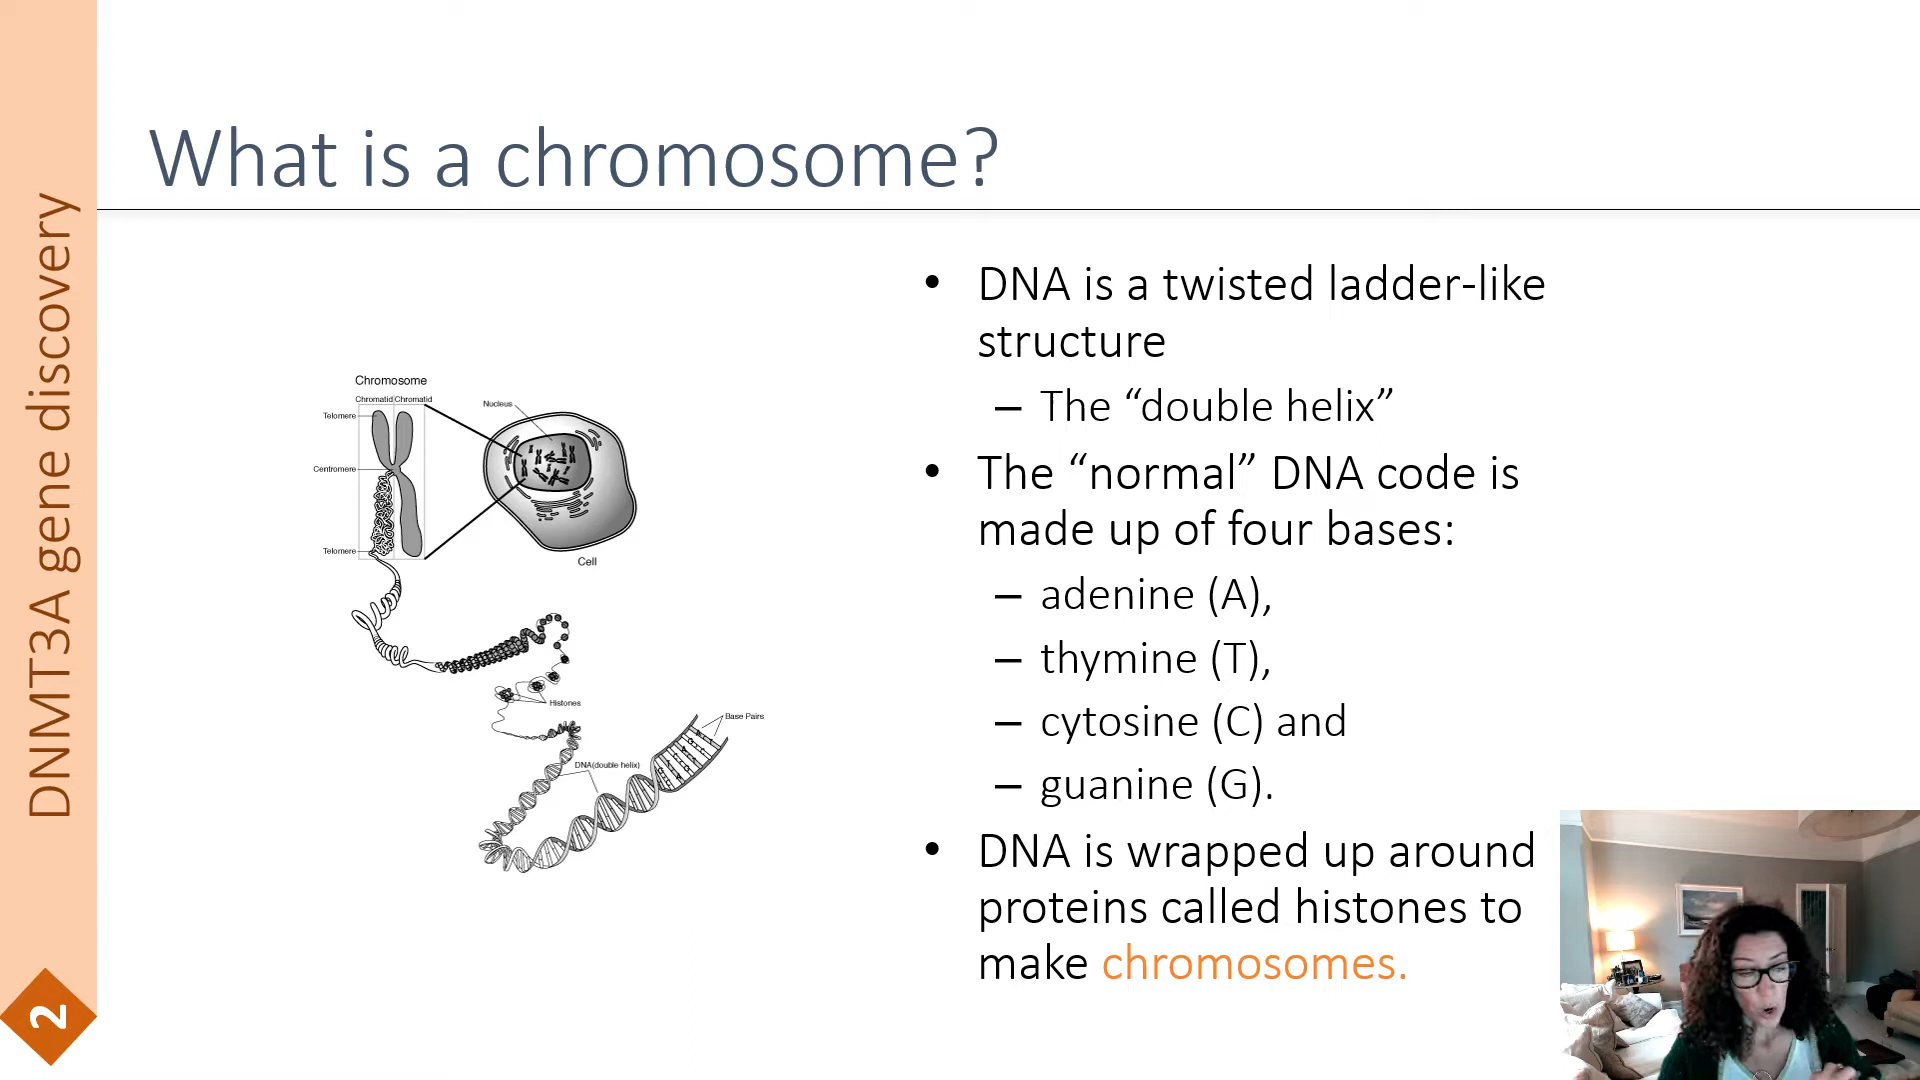 What is a chromosome?
DNMT3A gene discovery
2
Chromosome
Chromatid Chromatid
Telomere
Centromere
Telomere
Nucleus
Cell
Histones
Base Pairs
DNA(double helix)
• DNA is a twisted ladder-like
structure
– The “double helix”
• The “normal” DNA code is
made up of four bases:
– adenine (A),
– thymine (T),
– cytosine (C) and
– guanine (G).
• DNA is wrapped up around
proteins called histones to
make chromosomes.